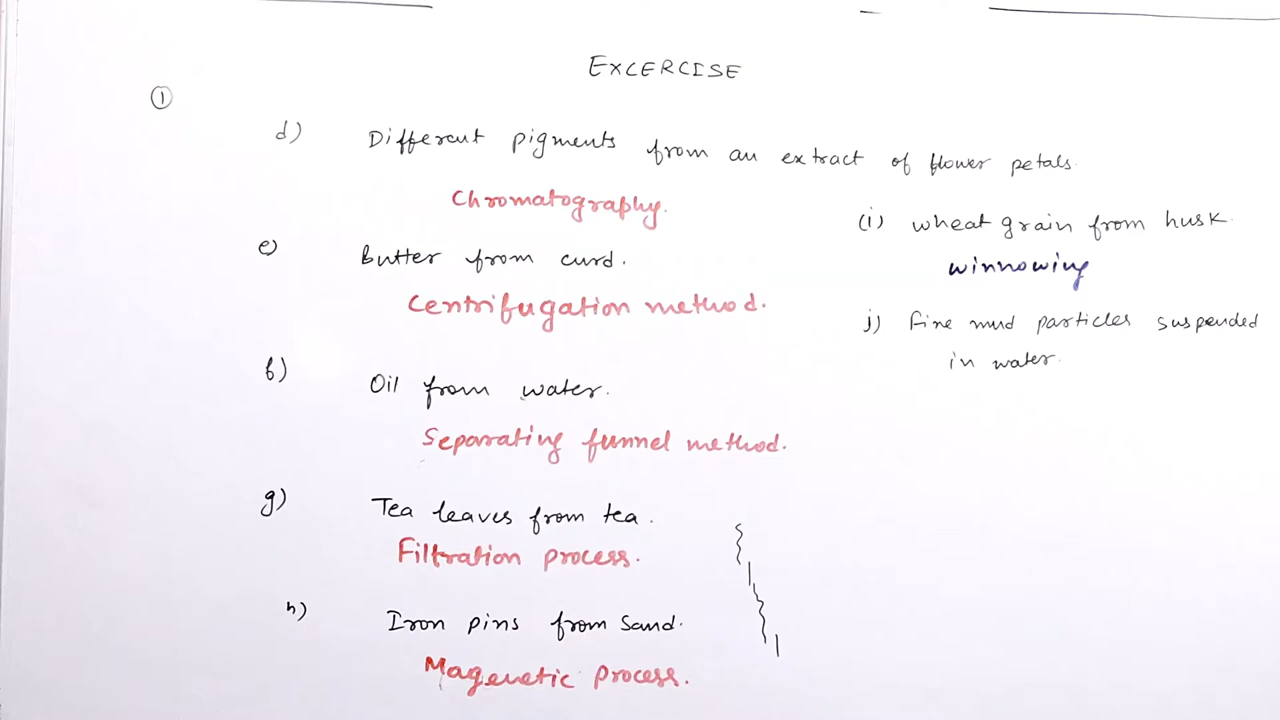 EXCERCISE
①
d) Different pigments from an extract of flower petals.
Chromatography.
e) Butter from curd.
Centrifugation method.
f) Oil from water.
Separating funnel method.
g) Tea leaves from tea.
Filtration process.
h) Iron pins from sand.
Magenetic process.
(i) wheat grain from husk.
winnowing
j) Fine mud particles suspended
in water.